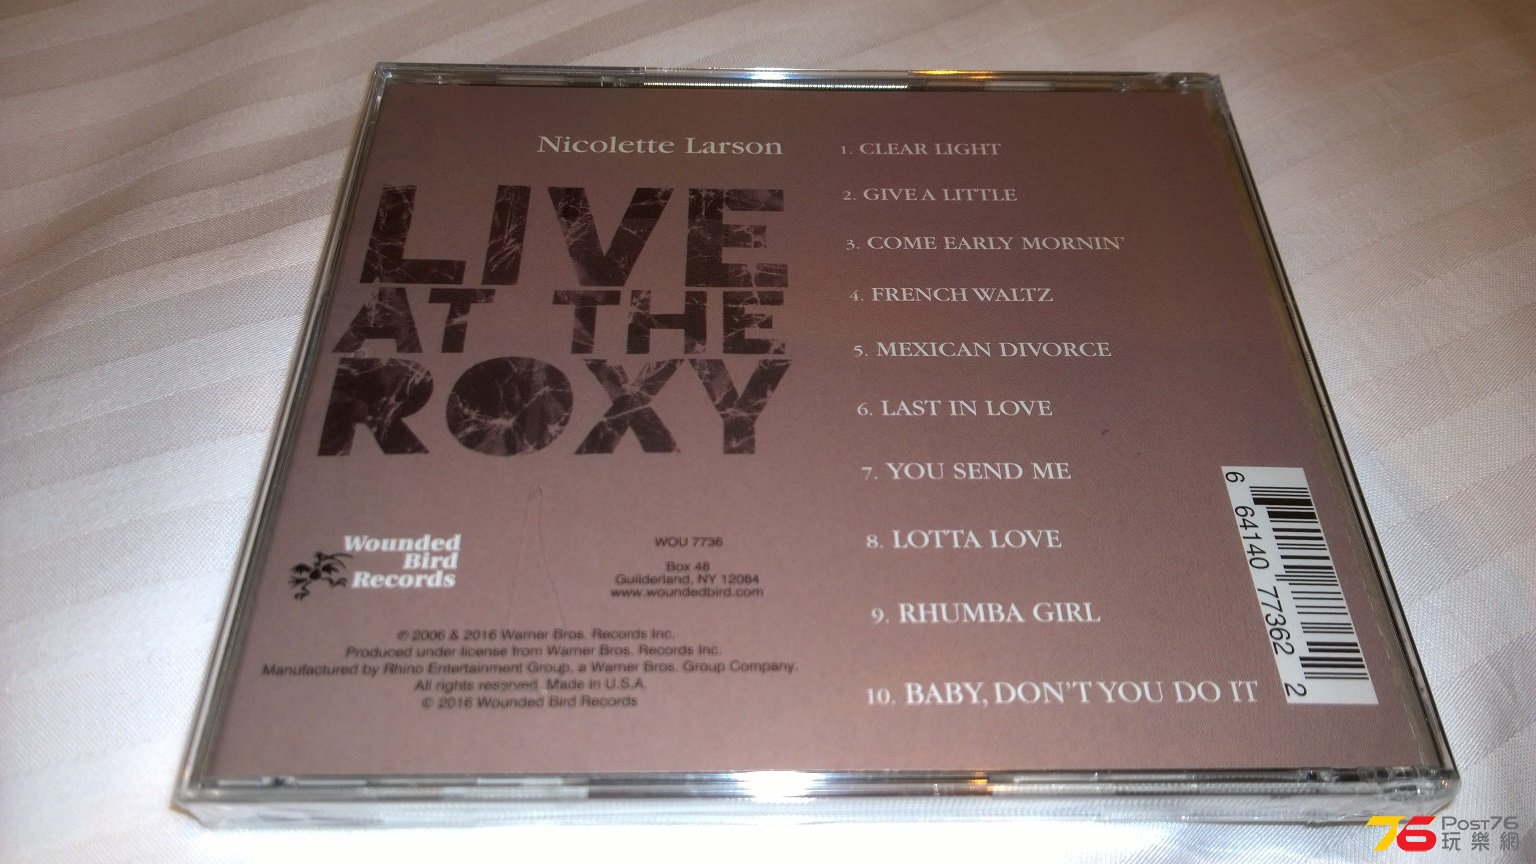 Nicolette Larson
LIVE
AT THE
ROXY
1. CLEAR LIGHT
2. GIVE A LITTLE
3. COME EARLY MORNIN'
4. FRENCH WALTZ
5. MEXICAN DIVORCE
6. LAST IN LOVE
7. YOU SEND ME
8. LOTTA LOVE
9. RHUMBA GIRL
10. BABY, DON'T YOU DO IT
Wounded
Bird
Records
WOU 7736
Box 48
Guilderland, NY 12084
www.woundedbird.com
℗ 2006 & 2016 Warner Bros. Records Inc.
Produced under license from Warner Bros. Records Inc.
Manufactured by Rhino Entertainment Group, a Warner Bros. Group Company.
All rights reserved. Made in U.S.A.
© 2016 Wounded Bird Records
6 64140 77362 2
76 POST76
玩樂網